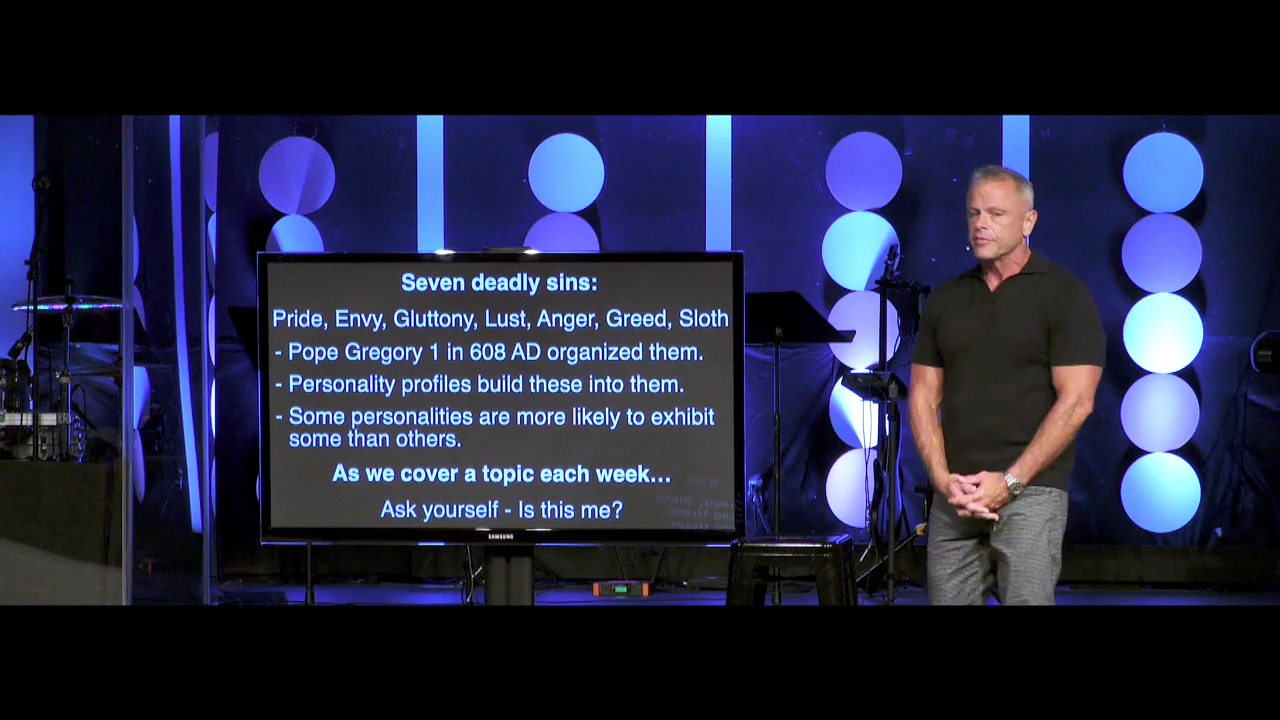 Seven deadly sins:
Pride, Envy, Gluttony, Lust, Anger, Greed, Sloth
- Pope Gregory 1 in 608 AD organized them.
- Personality profiles build these into them.
- Some personalities are more likely to exhibit
some than others.
As we cover a topic each week...
Ask yourself - Is this me?
SAMSUNG